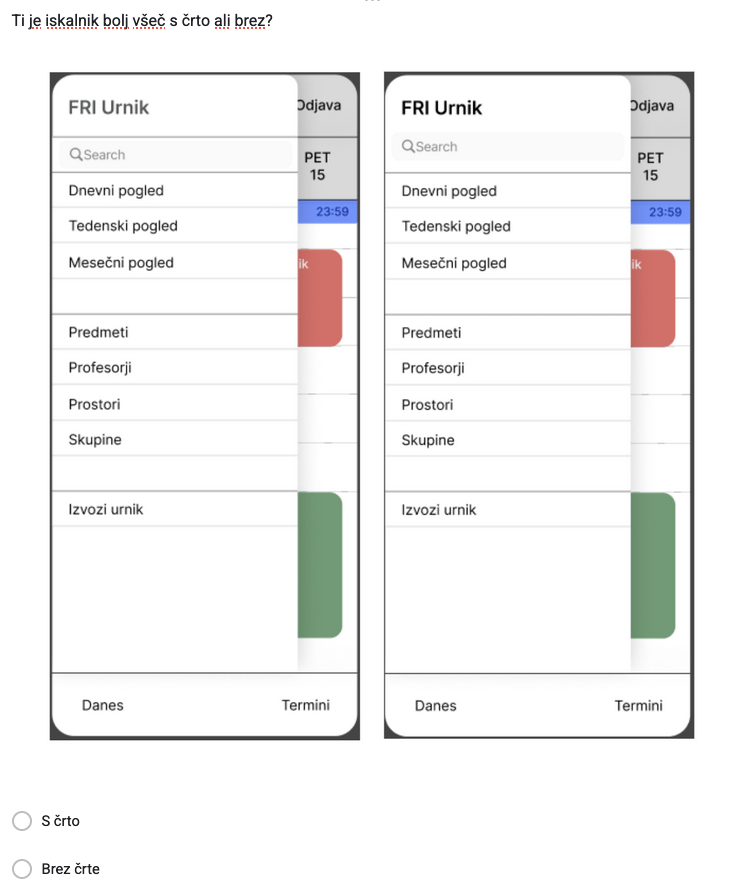 Ti je iskalnik bolj všeč s črto ali brez?
FRI Urnik
Odjava
Search
PET
15
Dnevni pogled
23:59
Tedenski pogled
Mesečni pogled
ik
Predmeti
Profesorji
Prostori
Skupine
Izvozi urnik
Danes
Termini
FRI Urnik
Odjava
Search
PET
15
Dnevni pogled
23:59
Tedenski pogled
Mesečni pogled
ik
Predmeti
Profesorji
Prostori
Skupine
Izvozi urnik
Danes
Termini
S črto
Brez črte